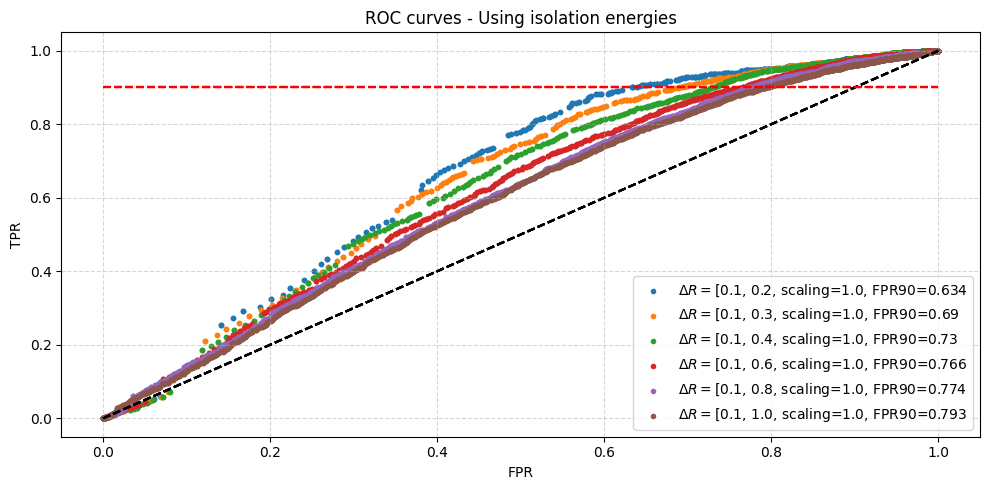 ROC curves - Using isolation energies
TPR
1.0
0.8
0.6
0.4
0.2
0.0
0.0 0.2 0.4 0.6 0.8 1.0
FPR
ΔR = [0.1, 0.2, scaling=1.0, FPR90=0.634
ΔR = [0.1, 0.3, scaling=1.0, FPR90=0.69
ΔR = [0.1, 0.4, scaling=1.0, FPR90=0.73
ΔR = [0.1, 0.6, scaling=1.0, FPR90=0.766
ΔR = [0.1, 0.8, scaling=1.0, FPR90=0.774
ΔR = [0.1, 1.0, scaling=1.0, FPR90=0.793